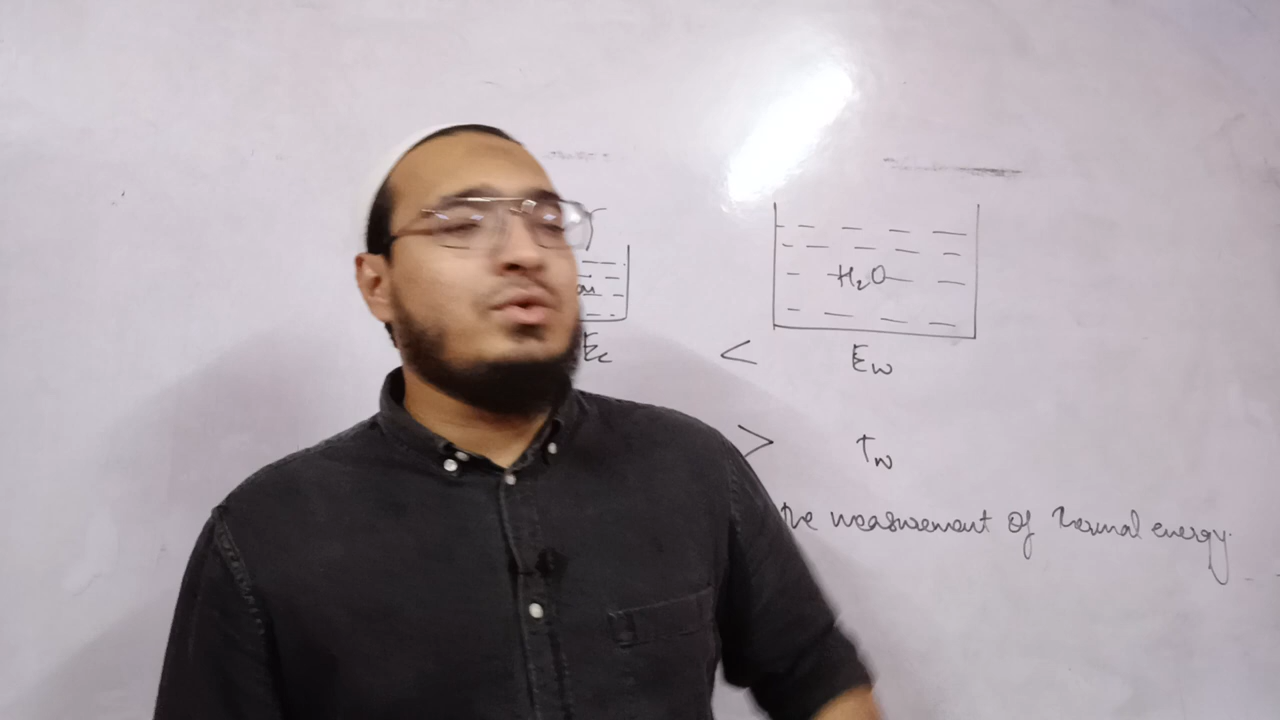 H₂O
Ec < Ew
> Tw
the measurement of thermal energy.